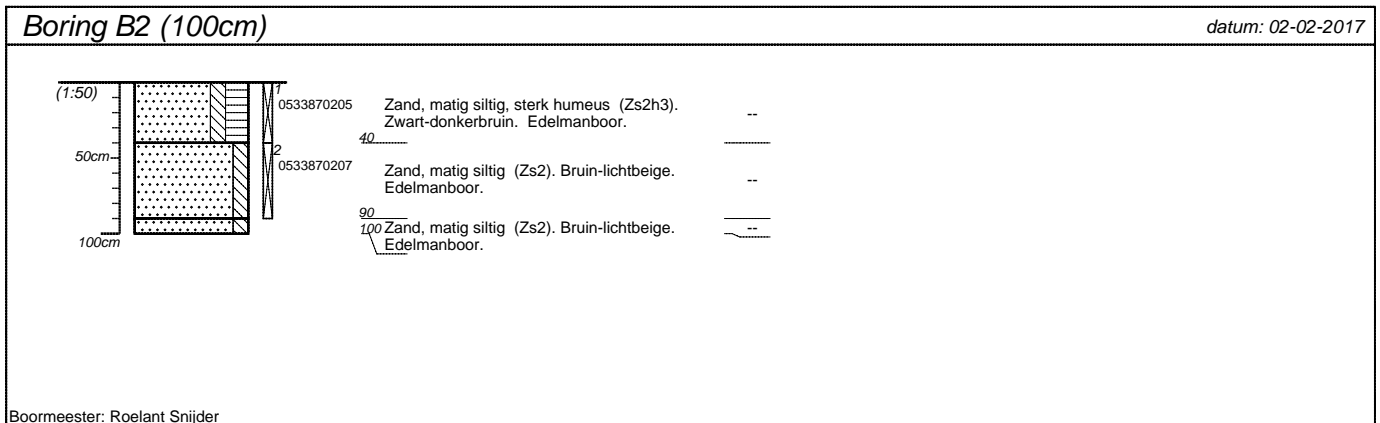 Boring B2 (100cm)
datum: 02-02-2017
(1:50)
1
0533870205
Zand, matig siltig, sterk humeus (Zs2h3).
Zwart-donkerbruin. Edelmanboor.
--
40
50cm
2
0533870207
Zand, matig siltig (Zs2). Bruin-lichtbeige.
Edelmanboor.
--
90
100
Zand, matig siltig (Zs2). Bruin-lichtbeige.
Edelmanboor.
--
100cm
Boormeester: Roelant Snijder